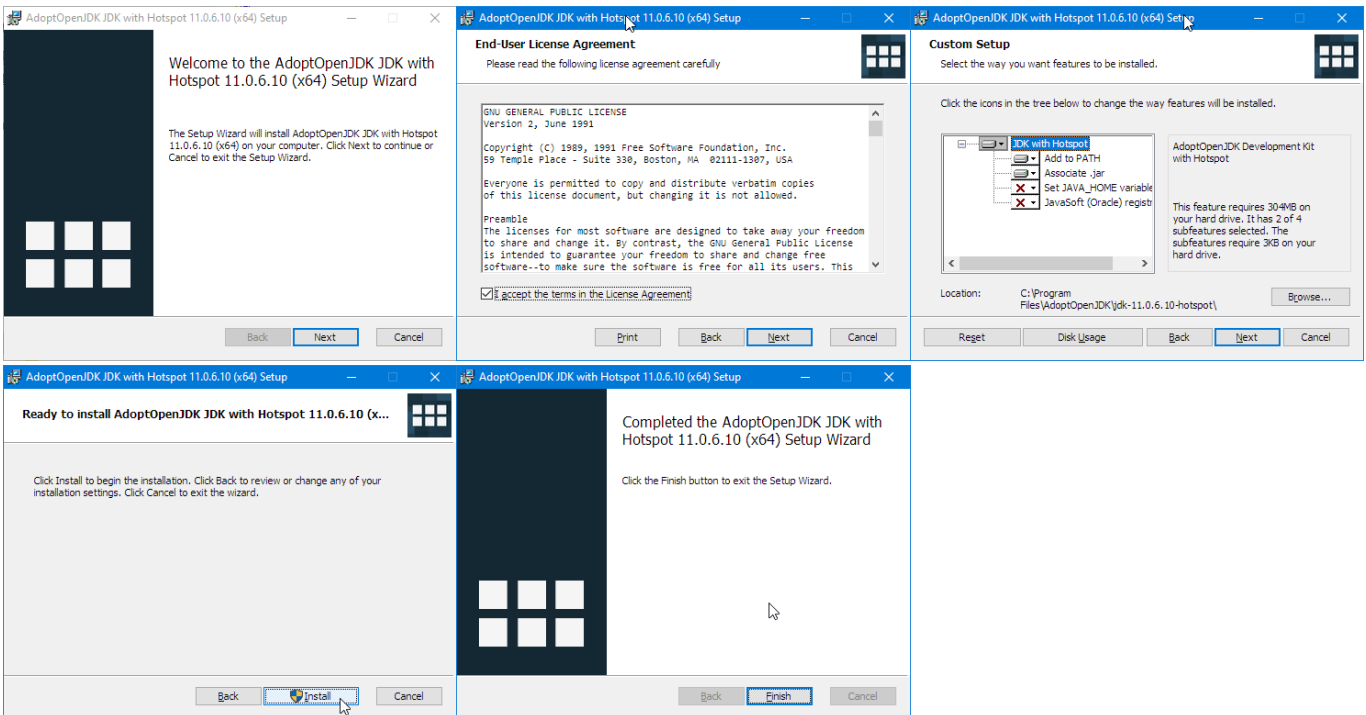 AdoptOpenJDK JDK with Hotspot 11.0.6.10 (x64) Setup
Welcome to the AdoptOpenJDK JDK with
Hotspot 11.0.6.10 (x64) Setup Wizard
The Setup Wizard will install AdoptOpenJDK JDK with Hotspot
11.0.6.10 (x64) on your computer. Click Next to continue or
Cancel to exit the Setup Wizard.
Back
Next
Cancel
AdoptOpenJDK JDK with Hotspot 11.0.6.10 (x64) Setup
End-User License Agreement
Please read the following license agreement carefully
GNU GENERAL PUBLIC LICENSE
Version 2, June 1991
Copyright (C) 1989, 1991 Free Software Foundation, Inc.
59 Temple Place - Suite 330, Boston, MA 02111-1307, USA
Everyone is permitted to copy and distribute verbatim copies
of this license document, but changing it is not allowed.
Preamble
The licenses for most software are designed to take away your freedom
to share and change it. By contrast, the GNU General Public License
is intended to guarantee your freedom to share and change free
software--to make sure the software is free for all its users. This
I accept the terms in the License Agreement
Print
Back
Next
Cancel
AdoptOpenJDK JDK with Hotspot 11.0.6.10 (x64) Setup
Custom Setup
Select the way you want features to be installed.
Click the icons in the tree below to change the way features will be installed.
JDK with Hotspot
Add to PATH
Associate .jar
Set JAVA_HOME variable
JavaSoft (Oracle) registr
AdoptOpenJDK Development Kit
with Hotspot
This feature requires 304MB on
your hard drive. It has 2 of 4
subfeatures selected. The
subfeatures require 3KB on your
hard drive.
Location:
C:\Program
Files\AdoptOpenJDK\jdk-11.0.6.10-hotspot\
Browse...
Reset
Disk Usage
Back
Next
Cancel
AdoptOpenJDK JDK with Hotspot 11.0.6.10 (x64) Setup
Ready to install AdoptOpenJDK JDK with Hotspot 11.0.6.10 (x...
Click Install to begin the installation. Click Back to review or change any of your
installation settings. Click Cancel to exit the wizard.
Back
Install
Cancel
AdoptOpenJDK JDK with Hotspot 11.0.6.10 (x64) Setup
Completed the AdoptOpenJDK JDK with
Hotspot 11.0.6.10 (x64) Setup Wizard
Click the Finish button to exit the Setup Wizard.
Back
Finish
Cancel